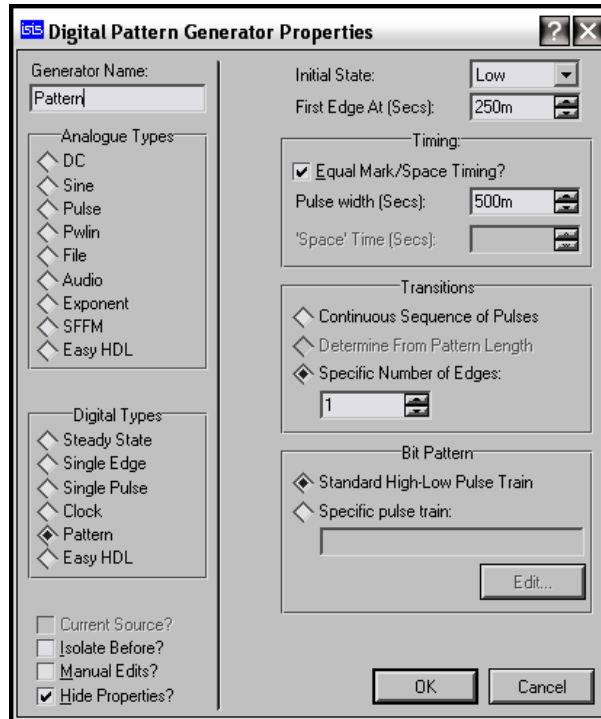 isis Digital Pattern Generator Properties
Generator Name:
Pattern
Analogue Types
DC
Sine
Pulse
Pwlin
File
Audio
Exponent
SFFM
Easy HDL
Digital Types
Steady State
Single Edge
Single Pulse
Clock
Pattern
Easy HDL
Current Source?
Isolate Before?
Manual Edits?
Hide Properties?
Initial State: Low
First Edge At (Secs): 250m
Timing:
Equal Mark/Space Timing?
Pulse width (Secs): 500m
'Space' Time (Secs):
Transitions
Continuous Sequence of Pulses
Determine From Pattern Length
Specific Number of Edges:
1
Bit Pattern
Standard High-Low Pulse Train
Specific pulse train:
Edit...
OK Cancel